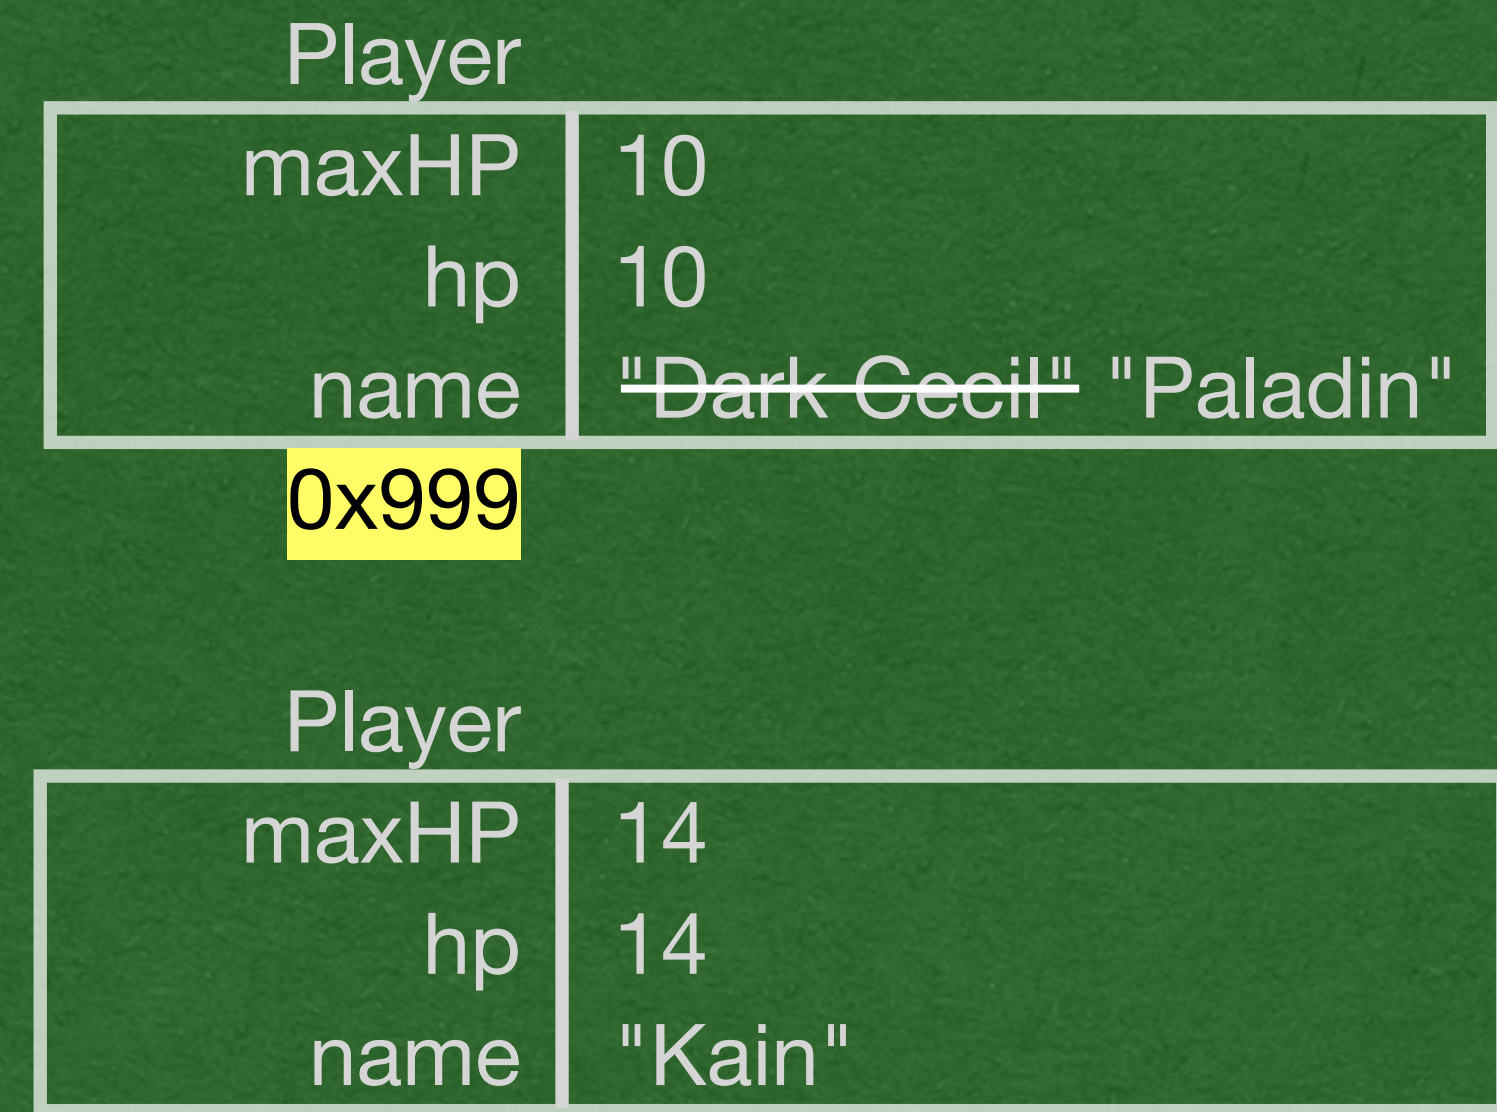 Player
maxHP 10
hp 10
name "Dark Cecil" "Paladin"
0x999
Player
maxHP 14
hp 14
name "Kain"